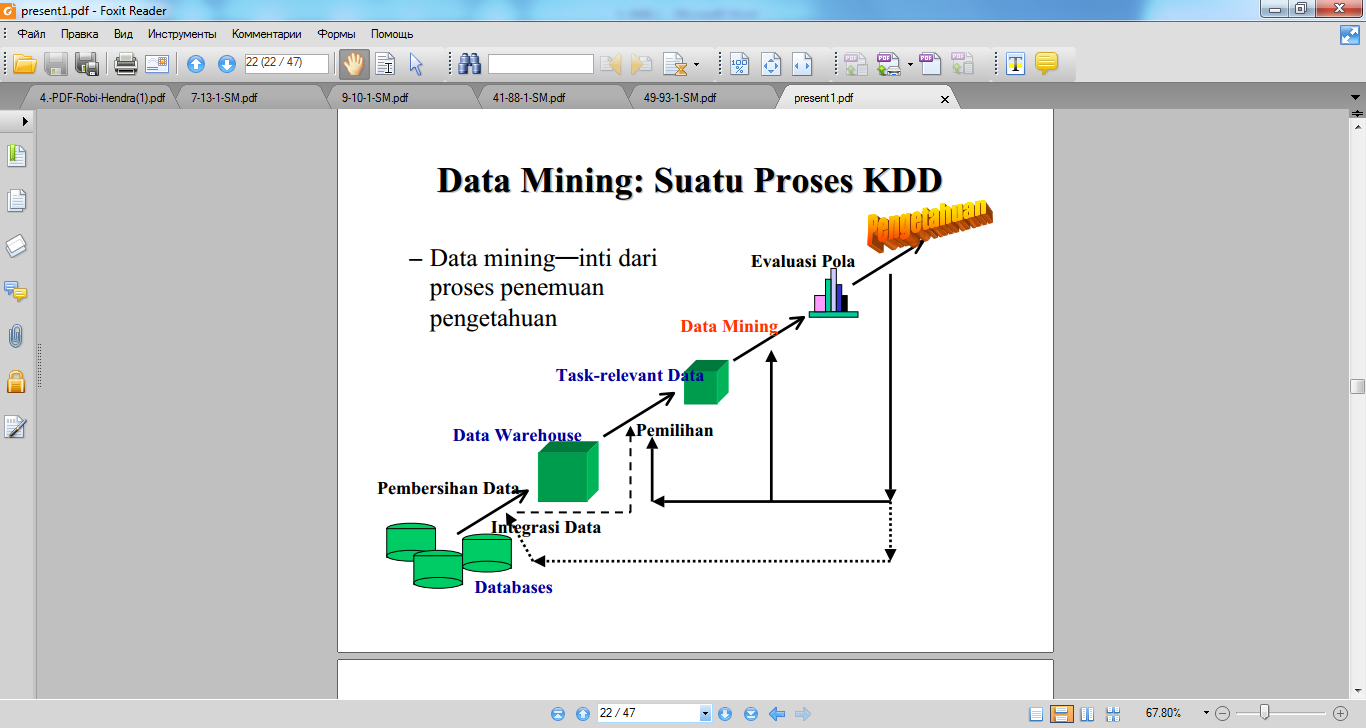 present1.pdf - Foxit Reader
Файл Правка Вид Инструменты Комментарии Формы Помощь
22 (22 / 47)
4.-PDF-Robi-Hendra(1).pdf 7-13-1-SM.pdf 9-10-1-SM.pdf 41-88-1-SM.pdf 49-93-1-SM.pdf present1.pdf
Data Mining: Suatu Proses KDD
Pengetahuan
– Data mining—inti dari
proses penemuan
pengetahuan
Evaluasi Pola
Data Mining
Task-relevant Data
Pemilihan
Data Warehouse
Pembersihan Data
Integrasi Data
Databases
22 / 47
67.80%